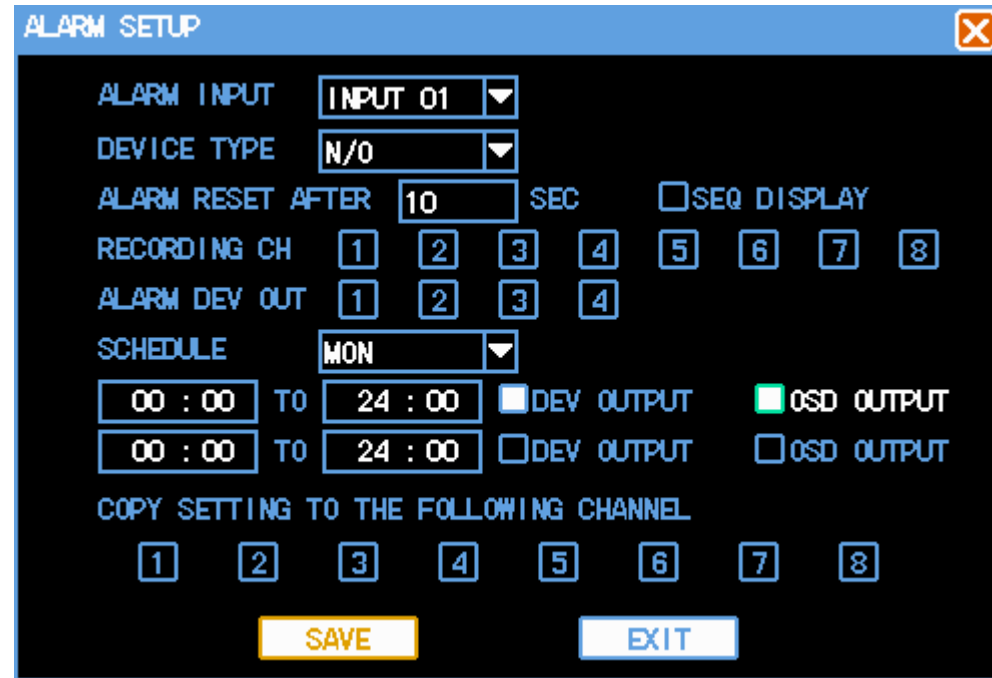 ALARM SETUP
ALARM INPUT INPUT 01
DEVICE TYPE N/O
ALARM RESET AFTER 10 SEC SEQ DISPLAY
RECORDING CH 1 2 3 4 5 6 7 8
ALARM DEV OUT 1 2 3 4
SCHEDULE MON
00 : 00 TO 24 : 00 DEV OUTPUT OSD OUTPUT
00 : 00 TO 24 : 00 DEV OUTPUT OSD OUTPUT
COPY SETTING TO THE FOLLOWING CHANNEL
1 2 3 4 5 6 7 8
SAVE EXIT